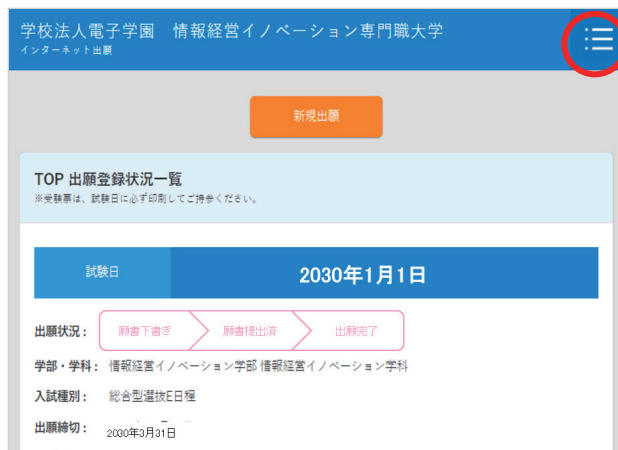 学校法人電子学園　情報経営イノベーション専門職大学
インターネット出願
新規出願
TOP 出願登録状況一覧
※受験票は、試験日に必ず印刷してご持参ください。
試験日 2030年1月1日
出願状況： 願書下書き 願書提出済 出願完了
学部・学科： 情報経営イノベーション学部 情報経営イノベーション学科
入試種別： 総合型選抜E日程
出願締切： 2030年3月31日